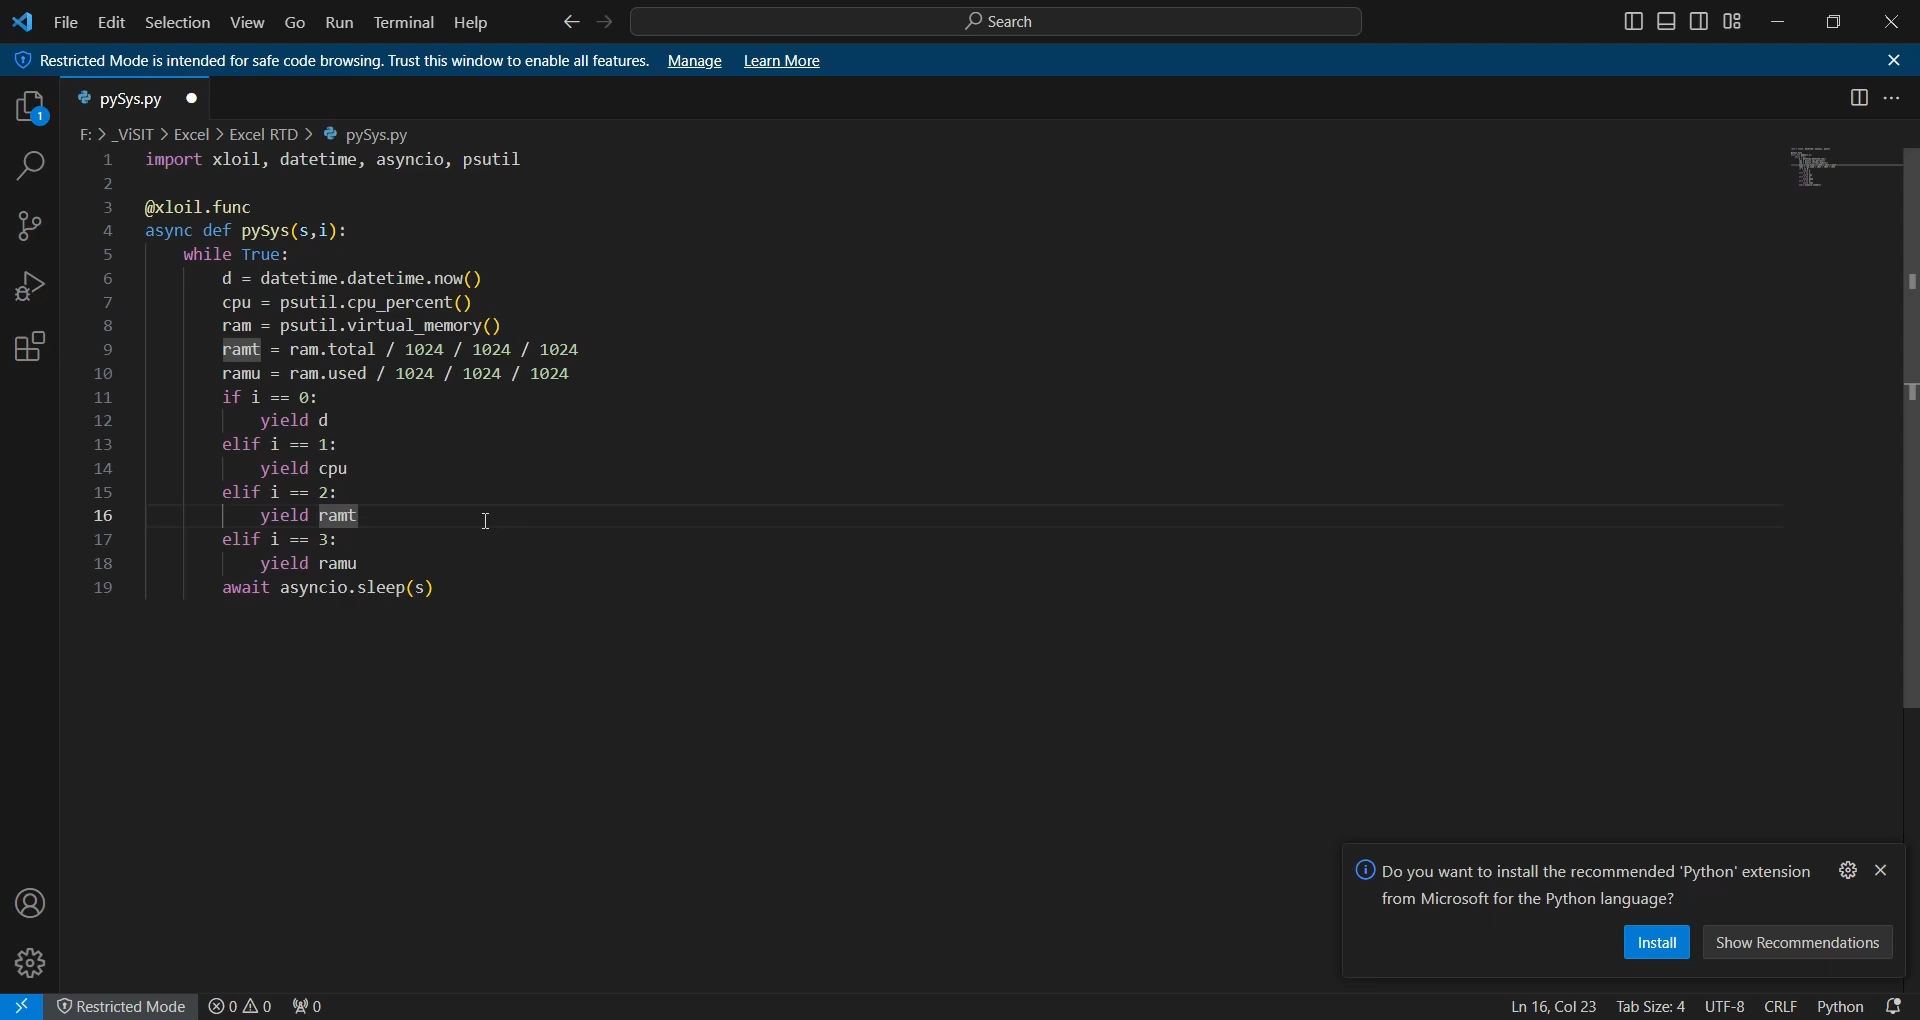 File Edit Selection View Go Run Terminal Help Search
Restricted Mode is intended for safe code browsing. Trust this window to enable all features. Manage Learn More
1
pySys.py
F: > _ViSIT > Excel > Excel RTD > pySys.py
1 import xloil, datetime, asyncio, psutil
2
3 @xloil.func
4 async def pySys(s,i):
5 while True:
6 d = datetime.datetime.now()
7 cpu = psutil.cpu_percent()
8 ram = psutil.virtual_memory()
9 ramt = ram.total / 1024 / 1024 / 1024
10 ramu = ram.used / 1024 / 1024 / 1024
11 if i == 0:
12 yield d
13 elif i == 1:
14 yield cpu
15 elif i == 2:
16 yield ramt
17 elif i == 3:
18 yield ramu
19 await asyncio.sleep(s)
Do you want to install the recommended 'Python' extension
from Microsoft for the Python language?
Install Show Recommendations
Restricted Mode 0 0 0 Ln 16, Col 23 Tab Size: 4 UTF-8 CRLF Python